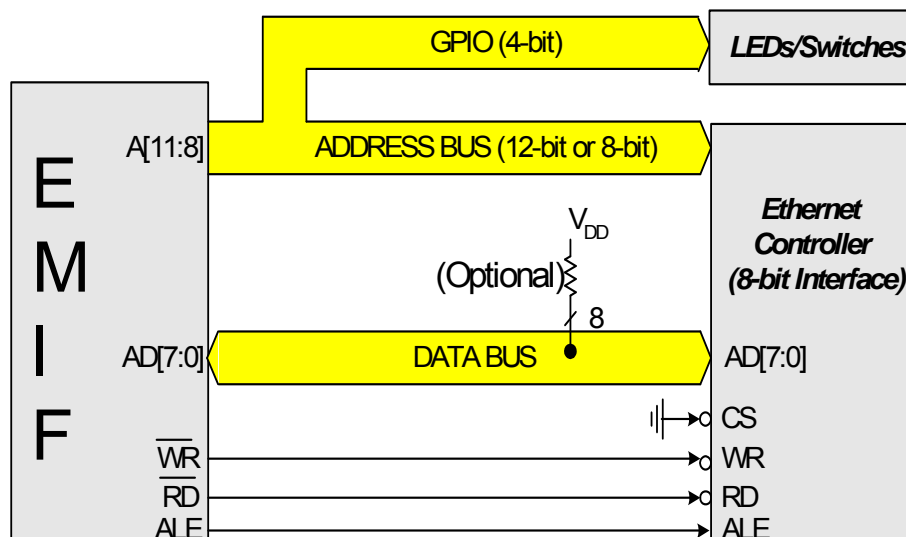 GPIO (4-bit)
LEDs/Switches
A[11:8]
ADDRESS BUS (12-bit or 8-bit)
E
M
I
F
Ethernet
Controller
(8-bit Interface)
VDD
(Optional)
8
AD[7:0]
DATA BUS
AD[7:0]
CS
WR
WR
RD
RD
ALE
ALE